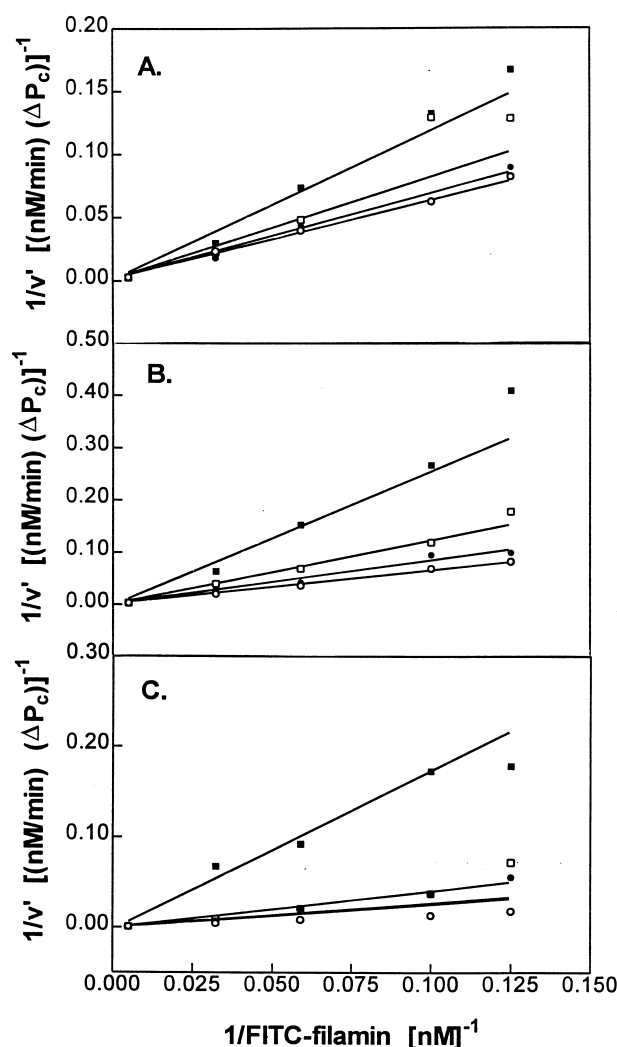 A.
1/v' [(nM/min) (ΔPc)]⁻¹
0.20
0.15
0.10
0.05
0.00
B.
1/v' [(nM/min) (ΔPc)]⁻¹
0.50
0.40
0.30
0.20
0.10
0.00
C.
1/v' [(nM/min) (ΔPc)]⁻¹
0.30
0.20
0.10
0.00
0.000 0.025 0.050 0.075 0.100 0.125 0.150
1/FITC-filamin [nM]⁻¹